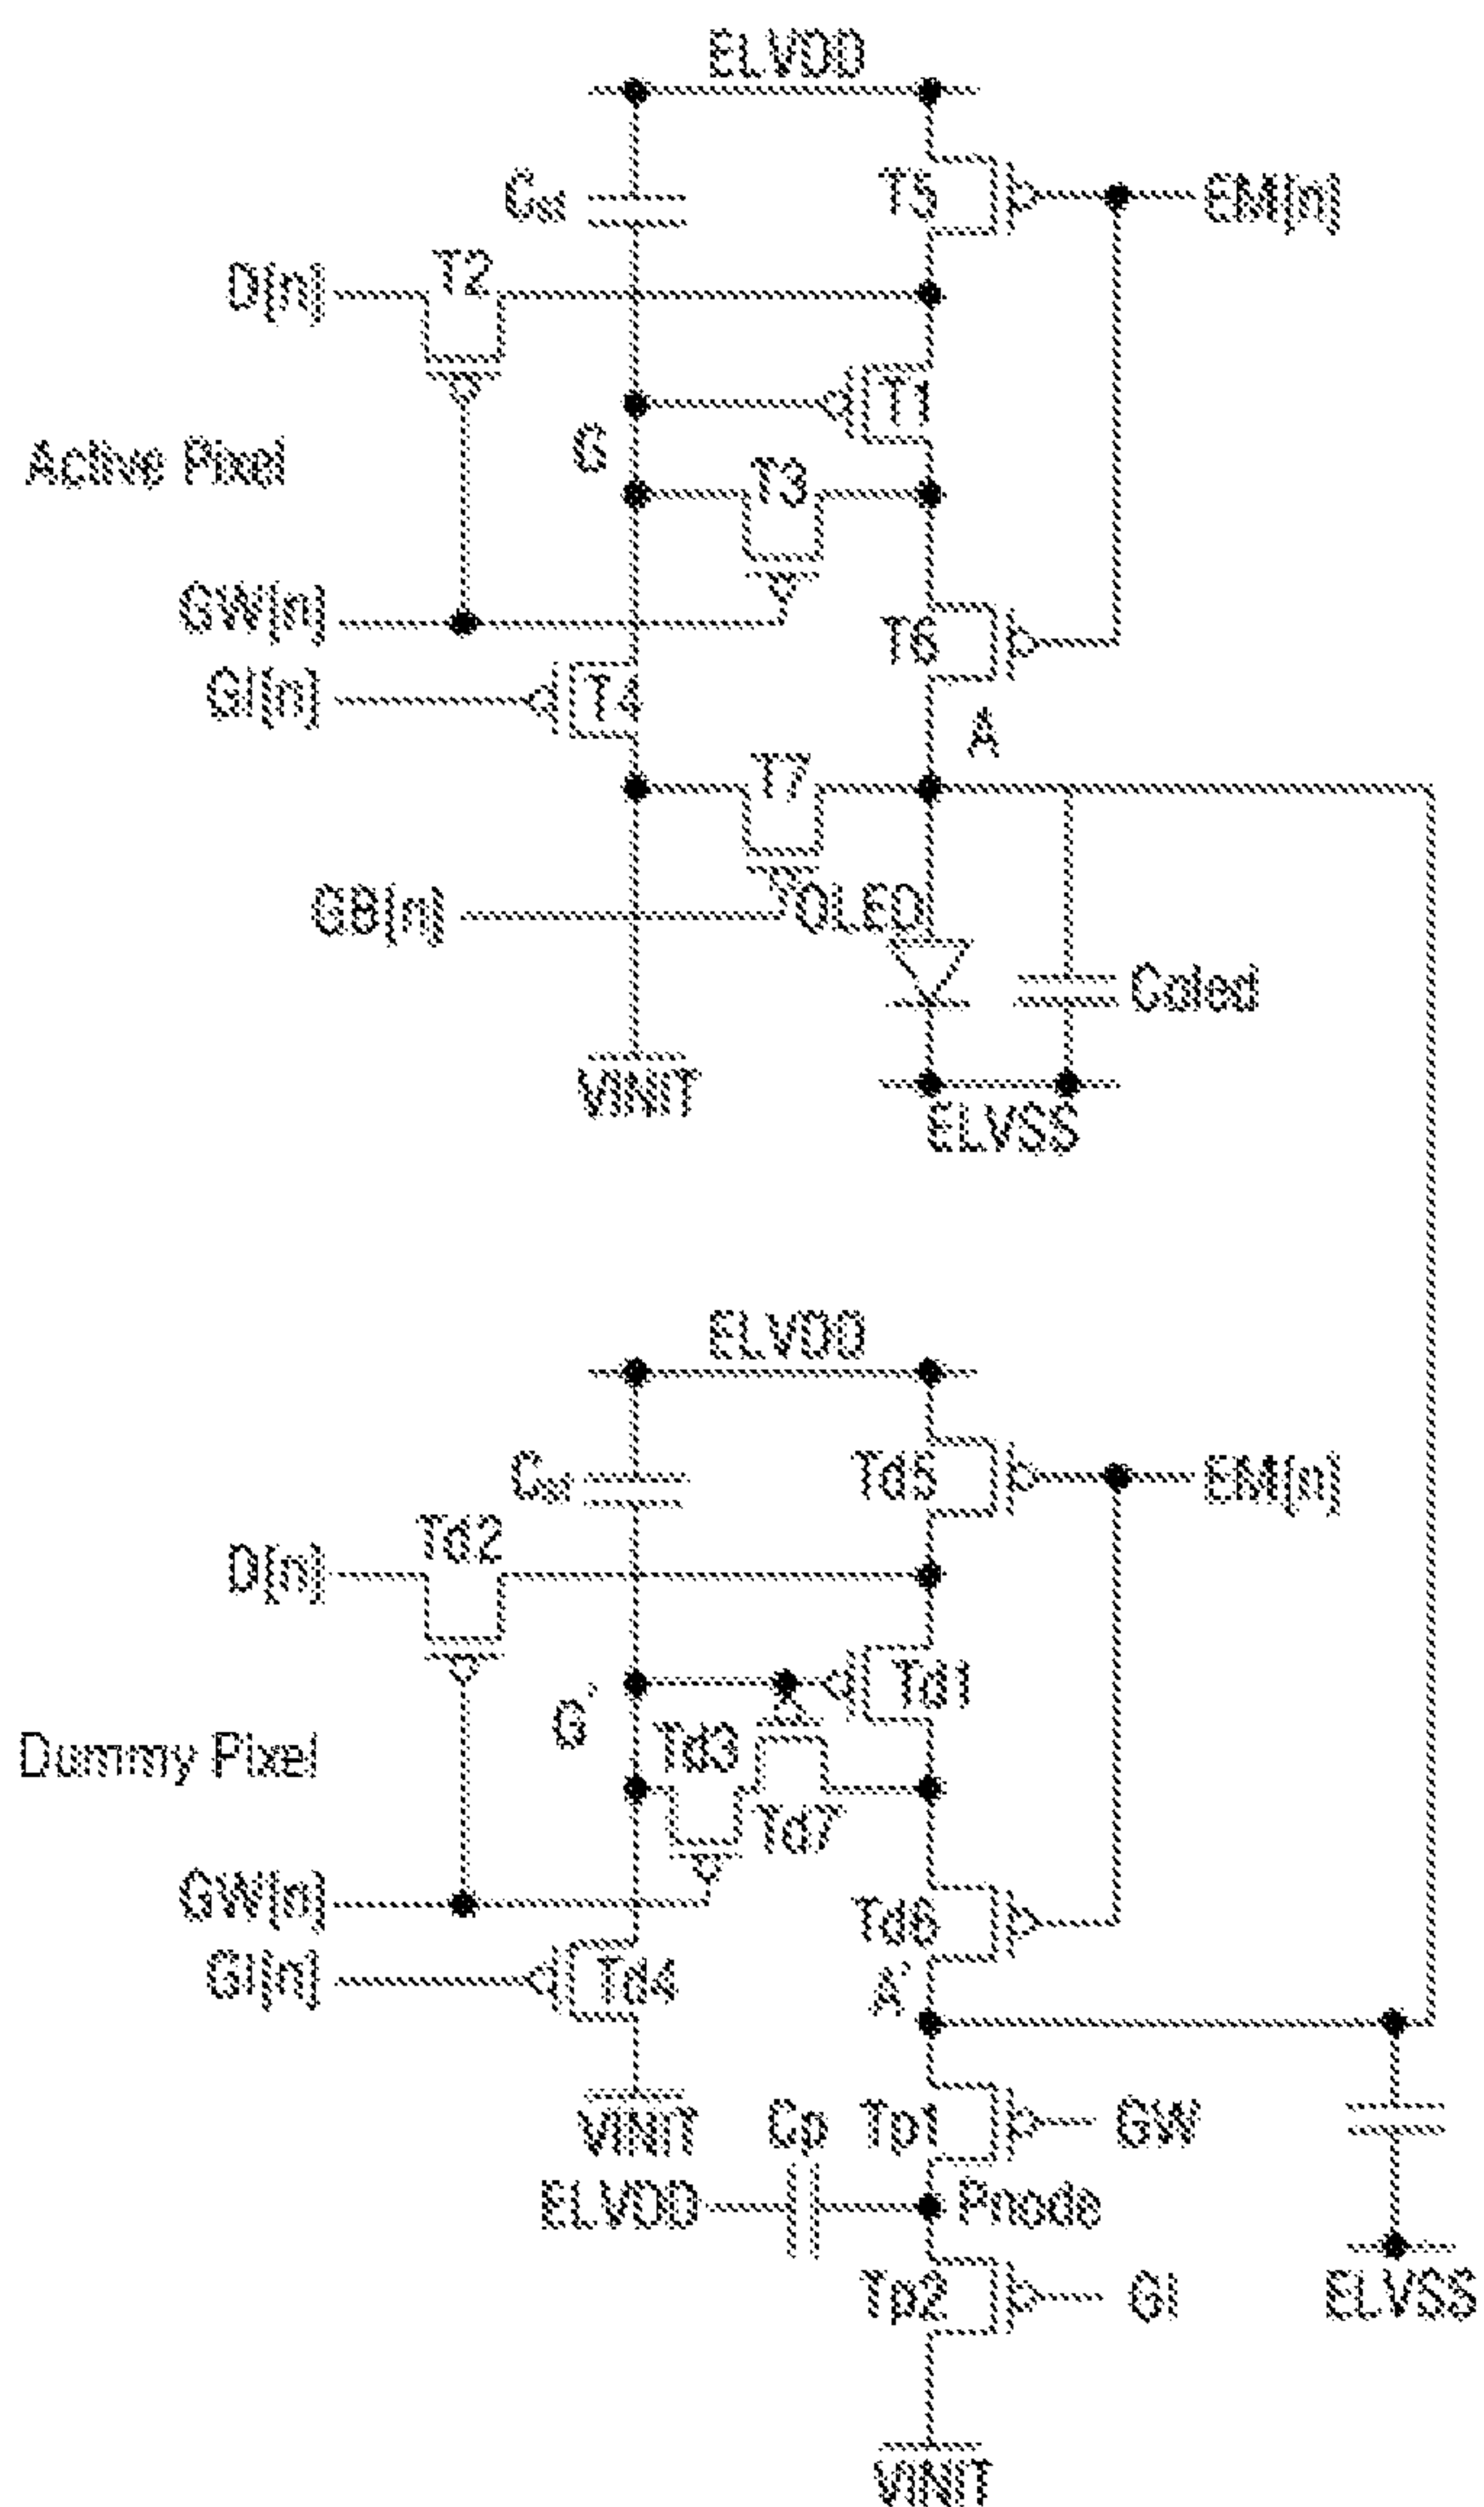 ELVDD
Cst
T5
EM[n]
D[n]
T2
T1
Active Pixel
G
T3
GW[n]
T6
GI[n]
T4
A
T7
GB[n]
OLED
Coled
VINIT
ELVSS
ELVDD
Cst
Td5
EM[n]
D[n]
Td2
Td1
G'
Dummy Pixel
Td3
Td7
GW[n]
Td6
GI[n]
Td4
A'
VINIT
Cp
Tp1
GW
ELVDD
Pnode
Tp2
GI
ELVSS
VINIT